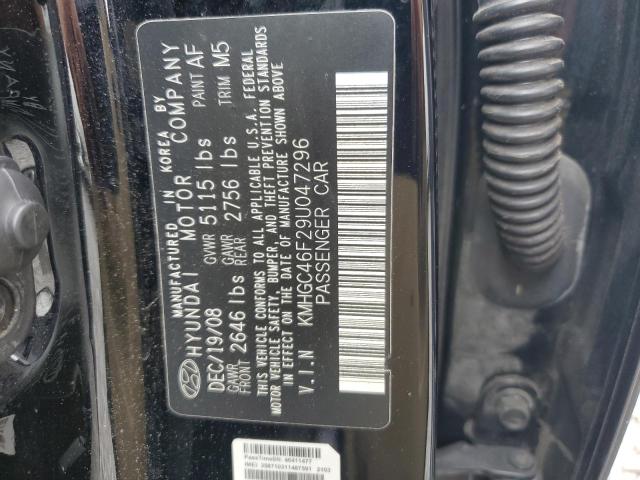 MANUFACTURED IN KOREA BY
HYUNDAI MOTOR COMPANY
DEC/19/08 GVWR 5115 lbs PAINT AF
GAWR FRONT 2646 lbs GAWR REAR 2756 lbs TRIM M5
THIS VEHICLE CONFORMS TO ALL APPLICABLE U.S.A. FEDERAL
MOTOR VEHICLE SAFETY, BUMPER, AND THEFT PREVENTION STANDARDS
IN EFFECT ON THE DATE OF MANUFACTURE SHOWN ABOVE
V.I.N KMHGC46F29U047296
PASSENGER CAR